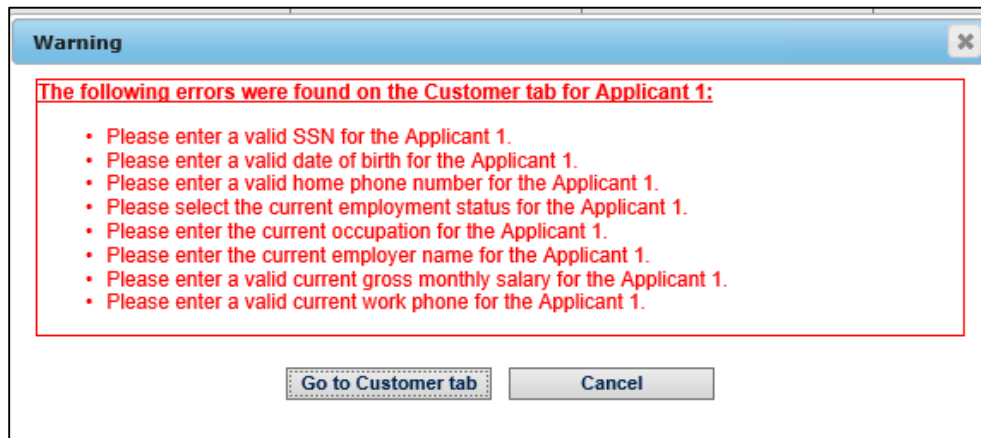 Warning
The following errors were found on the Customer tab for Applicant 1:
• Please enter a valid SSN for the Applicant 1.
• Please enter a valid date of birth for the Applicant 1.
• Please enter a valid home phone number for the Applicant 1.
• Please select the current employment status for the Applicant 1.
• Please enter the current occupation for the Applicant 1.
• Please enter the current employer name for the Applicant 1.
• Please enter a valid current gross monthly salary for the Applicant 1.
• Please enter a valid current work phone for the Applicant 1.
Go to Customer tab Cancel